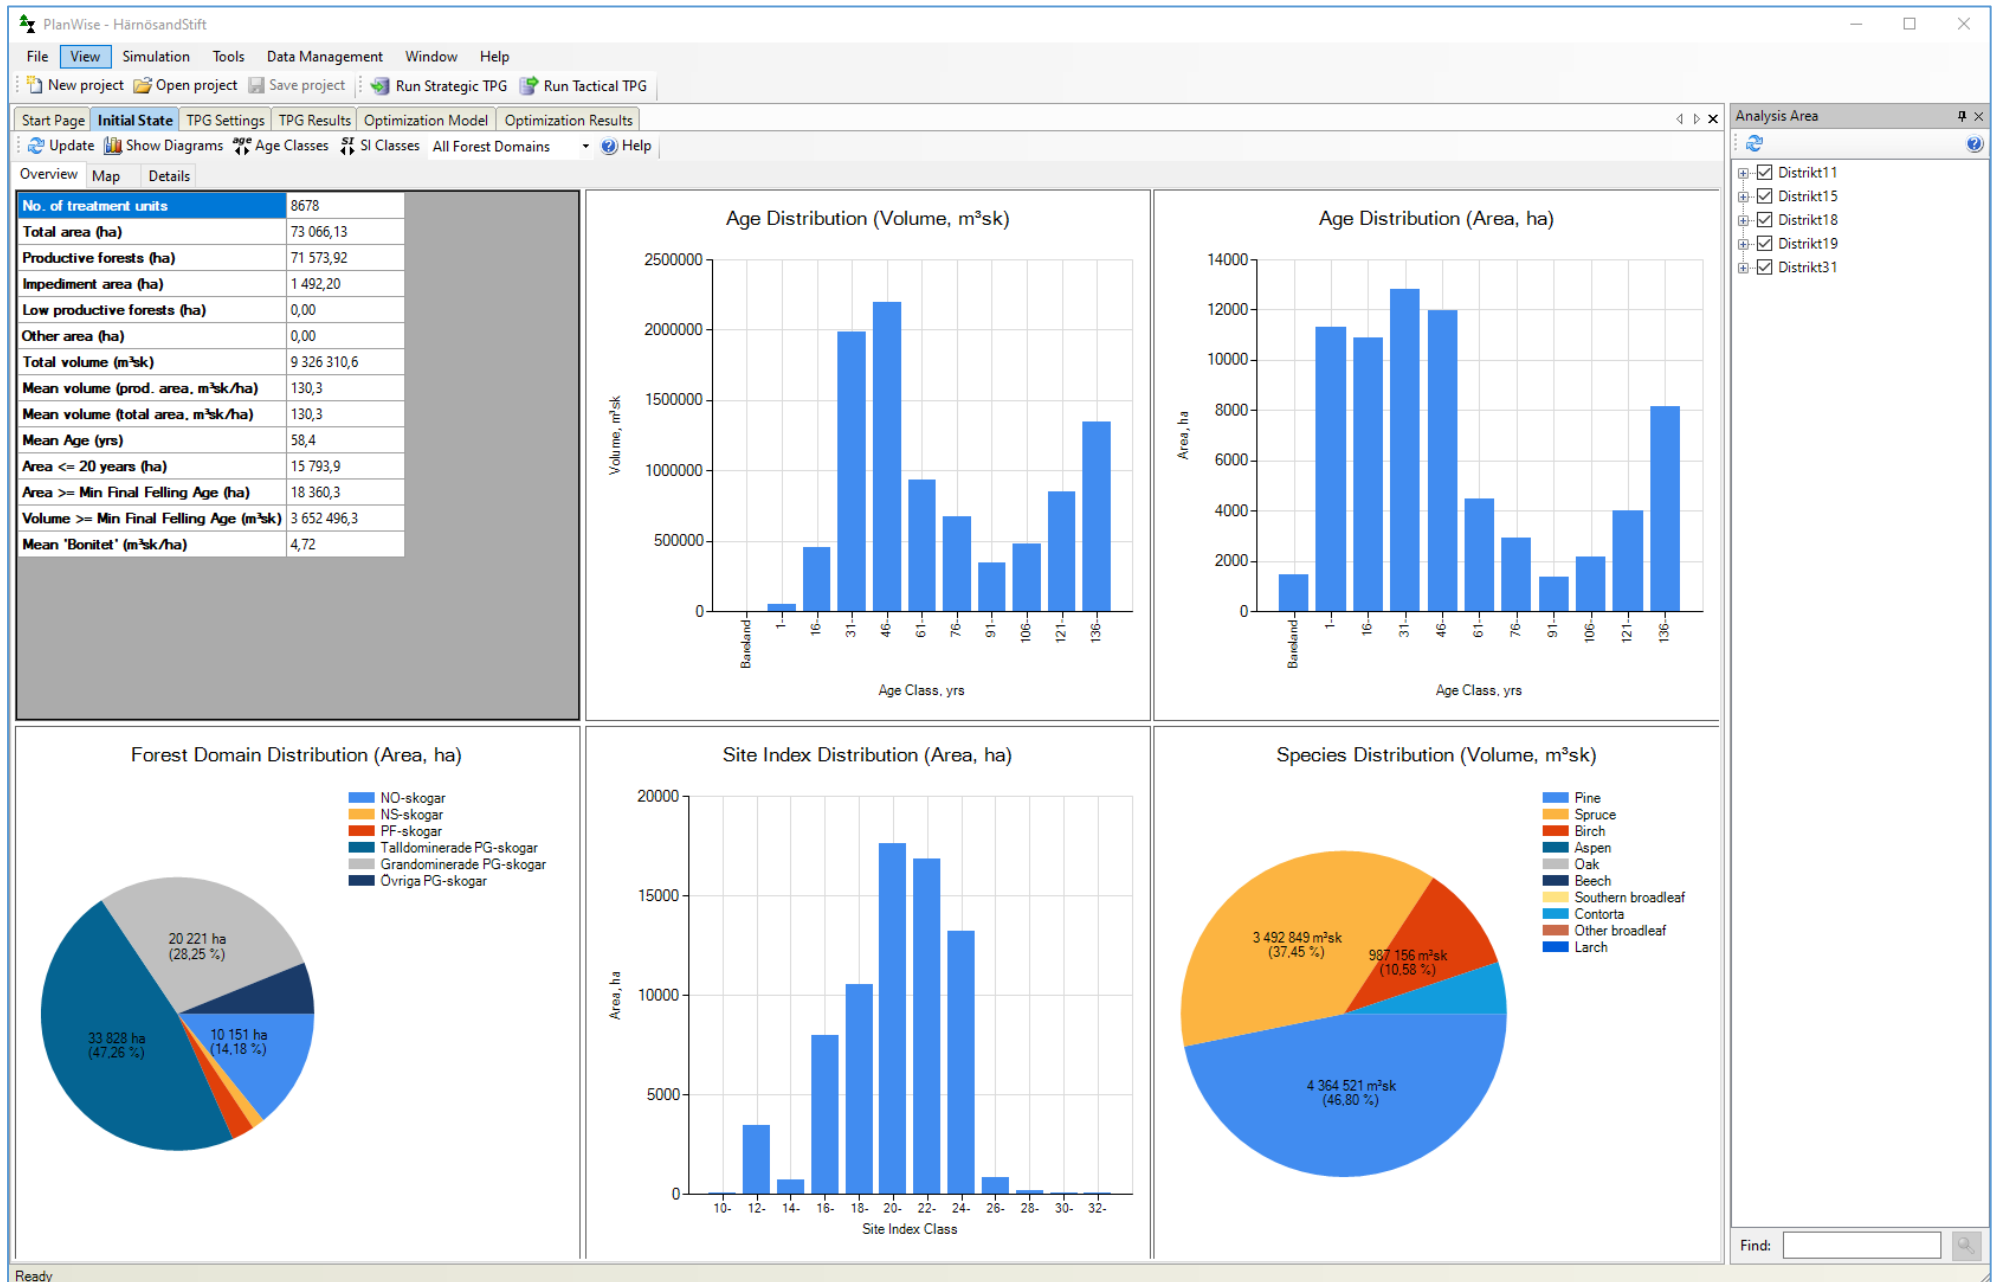 PlanWise - HärnösandStift
File View Simulation Tools Data Management Window Help
New project Open project Save project Run Strategic TPG Run Tactical TPG
Start Page Initial State TPG Settings TPG Results Optimization Model Optimization Results
Update Show Diagrams age Age Classes SI SI Classes All Forest Domains Help
Overview Map Details
No. of treatment units 8678
Total area (ha) 73 066,13
Productive forests (ha) 71 573,92
Impediment area (ha) 1 492,20
Low productive forests (ha) 0,00
Other area (ha) 0,00
Total volume (m³sk) 9 326 310,6
Mean volume (prod. area, m³sk/ha) 130,3
Mean volume (total area, m³sk/ha) 130,3
Mean Age (yrs) 58,4
Area <= 20 years (ha) 15 793,9
Area >= Min Final Felling Age (ha) 18 360,3
Volume >= Min Final Felling Age (m³sk) 3 652 496,3
Mean 'Bonitet' (m³sk/ha) 4,72
Age Distribution (Volume, m³sk)
2500000
2000000
1500000
1000000
500000
0
Volume, m³sk
Bareland- 1- 16- 31- 46- 61- 76- 91- 106- 121- 136-
Age Class, yrs
Age Distribution (Area, ha)
14000
12000
10000
8000
6000
4000
2000
0
Area, ha
Bareland- 1- 16- 31- 46- 61- 76- 91- 106- 121- 136-
Age Class, yrs
Forest Domain Distribution (Area, ha)
NO-skogar
NS-skogar
PF-skogar
Talldominerade PG-skogar
Grandominerade PG-skogar
Övriga PG-skogar
20 221 ha
(28,25 %)
33 828 ha
(47,26 %)
10 151 ha
(14,18 %)
Site Index Distribution (Area, ha)
20000
15000
10000
5000
0
Area, ha
10- 12- 14- 16- 18- 20- 22- 24- 26- 28- 30- 32-
Site Index Class
Species Distribution (Volume, m³sk)
Pine
Spruce
Birch
Aspen
Oak
Beech
Southern broadleaf
Contorta
Other broadleaf
Larch
3 492 849 m³sk
(37,45 %)
987 156 m³sk
(10,58 %)
4 364 521 m³sk
(46,80 %)
Analysis Area
Distrikt11
Distrikt15
Distrikt18
Distrikt19
Distrikt31
Find:
Ready